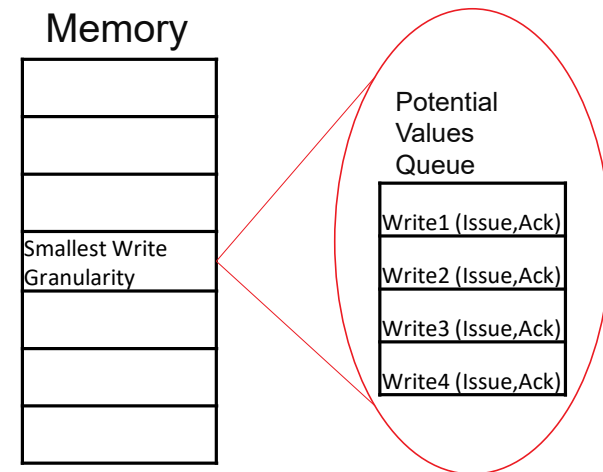 Memory
Smallest Write
Granularity
Potential
Values
Queue
Write1 (Issue,Ack)
Write2 (Issue,Ack)
Write3 (Issue,Ack)
Write4 (Issue,Ack)